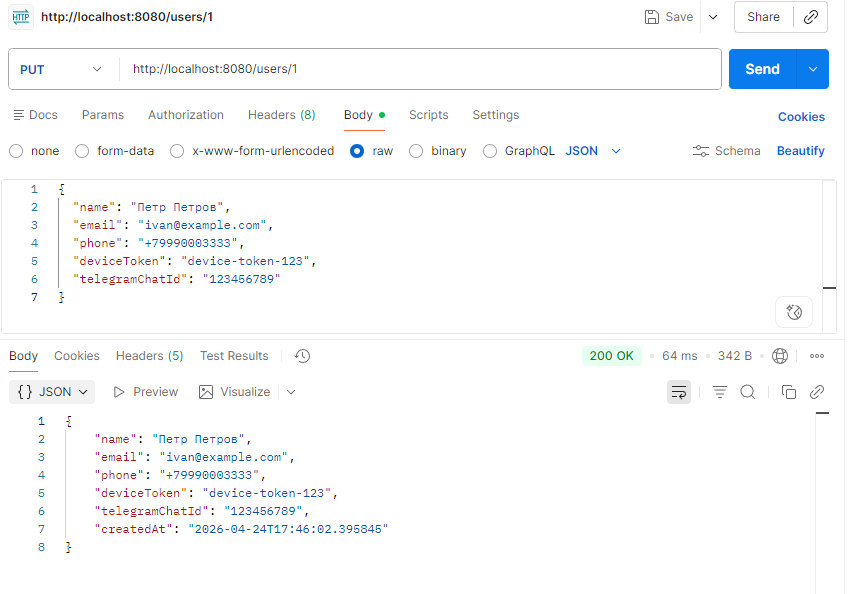 HTTP http://localhost:8080/users/1 Save Share
PUT http://localhost:8080/users/1 Send
Docs Params Authorization Headers (8) Body Scripts Settings Cookies
none form-data x-www-form-urlencoded raw binary GraphQL JSON Schema Beautify
1 {
2 "name": "Петр Петров",
3 "email": "ivan@example.com",
4 "phone": "+79990003333",
5 "deviceToken": "device-token-123",
6 "telegramChatId": "123456789"
7 }
Body Cookies Headers (5) Test Results 200 OK • 64 ms • 342 B •
{} JSON Preview Visualize
1 {
2 "name": "Петр Петров",
3 "email": "ivan@example.com",
4 "phone": "+79990003333",
5 "deviceToken": "device-token-123",
6 "telegramChatId": "123456789",
7 "createdAt": "2026-04-24T17:46:02.395845"
8 }